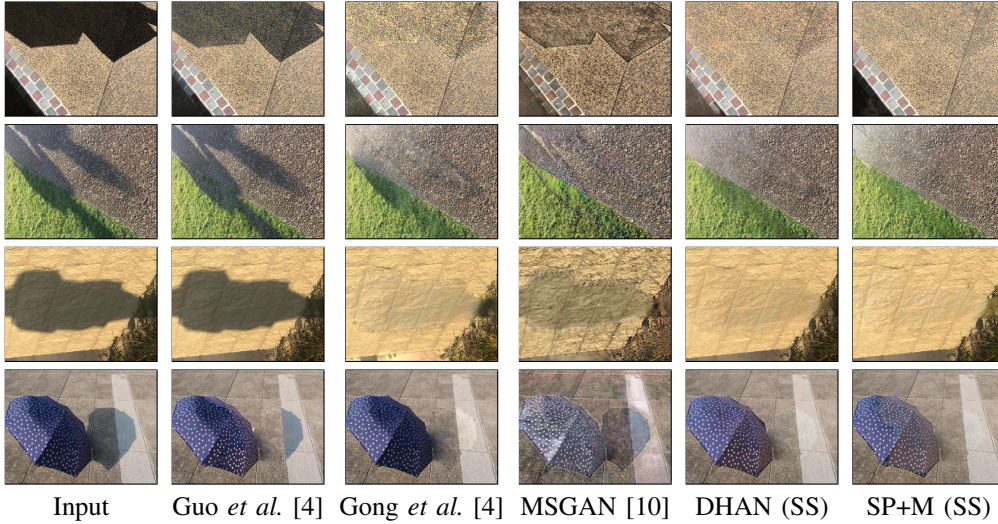 Input Guo et al. [4] Gong et al. [4] MSGAN [10] DHAN (SS) SP+M (SS)